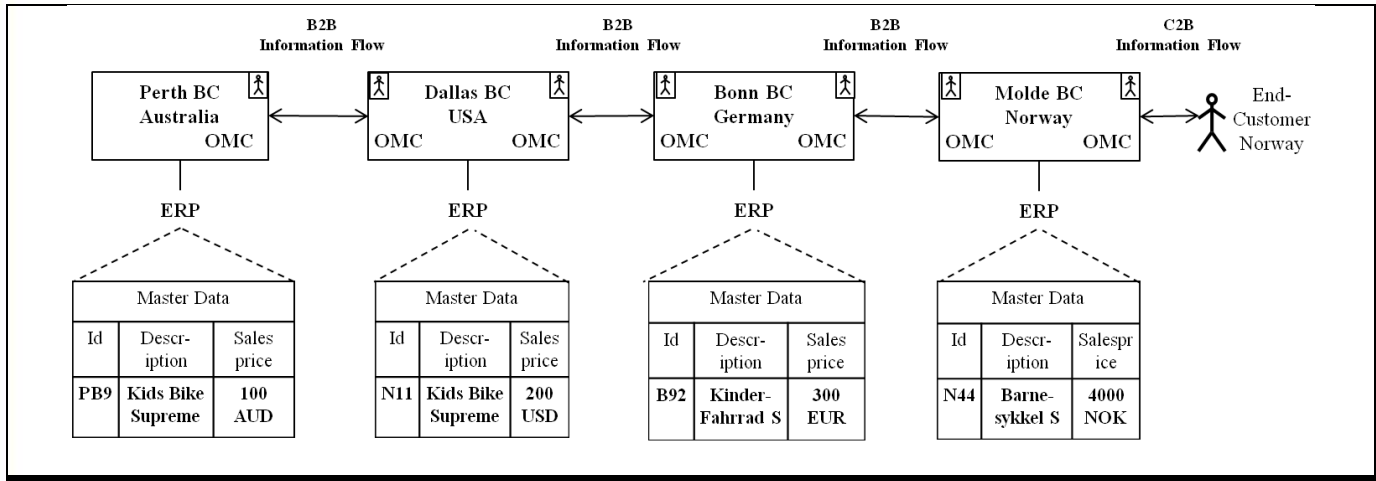 B2B
Information Flow
B2B
Information Flow
B2B
Information Flow
C2B
Information Flow
Perth BC
Australia
OMC
Dallas BC
USA
OMC
OMC
Bonn BC
Germany
OMC
OMC
Molde BC
Norway
OMC
OMC
End-
Customer
Norway
ERP
ERP
ERP
ERP
Master Data
Id
Descr-
iption
Sales
price
PB9
Kids Bike
Supreme
100
AUD
Master Data
Id
Descr-
iption
Sales
price
N11
Kids Bike
Supreme
200
USD
Master Data
Id
Descr-
iption
Sales
price
B92
Kinder-
Fahrrad S
300
EUR
Master Data
Id
Descr-
iption
Salespr
ice
N44
Barne-
sykkel S
4000
NOK